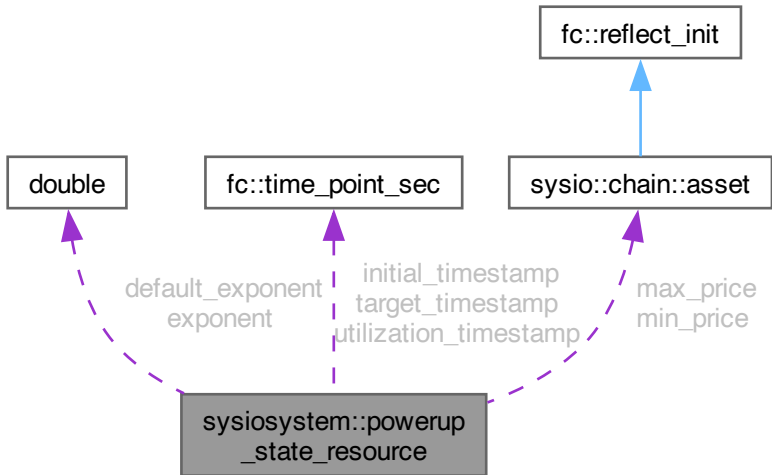 fc::reflect_init
double
fc::time_point_sec
sysio::chain::asset
default_exponent
exponent
initial_timestamp
target_timestamp
utilization_timestamp
max_price
min_price
sysiosystem::powerup
_state_resource